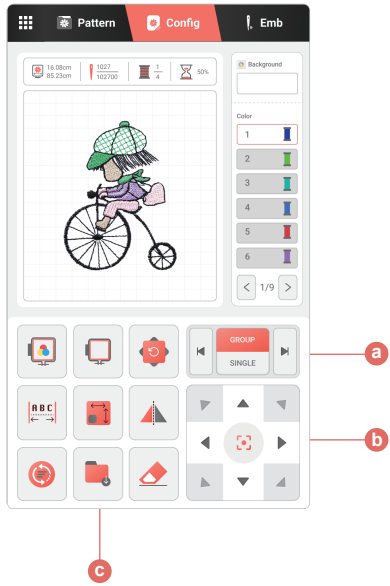 Pattern
Config
Emb
16.08cm
85.23cm
1027
102700
1
4
50%
Background
Color
1
2
3
4
5
6
< 1/9 >
GROUP
SINGLE
ABC
a
b
c